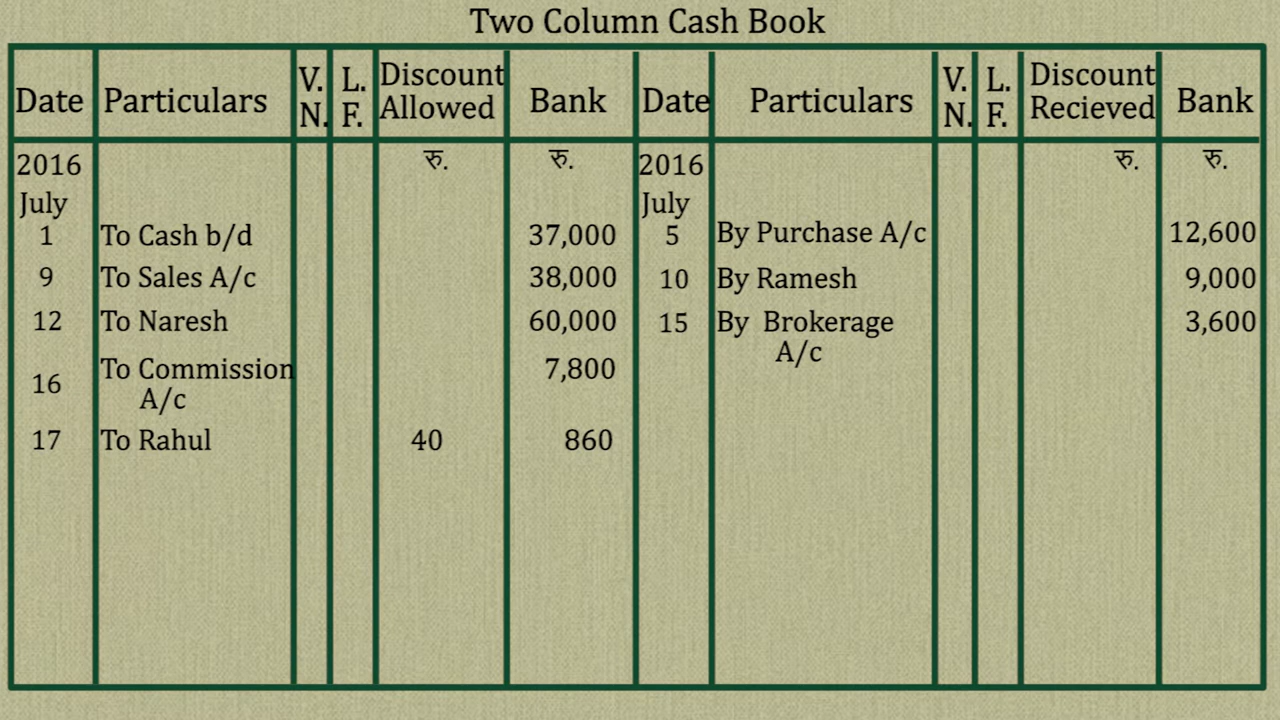 Two Column Cash Book
Date Particulars V. N. L. F. Discount Allowed Bank Date Particulars V. N. L. F. Discount Recieved Bank
2016 रु. रु. 2016 रु. रु.
July July
1 To Cash b/d 37,000 5 By Purchase A/c 12,600
9 To Sales A/c 38,000 10 By Ramesh 9,000
12 To Naresh 60,000 15 By Brokerage A/c 3,600
16 To Commission A/c 7,800
17 To Rahul 40 860